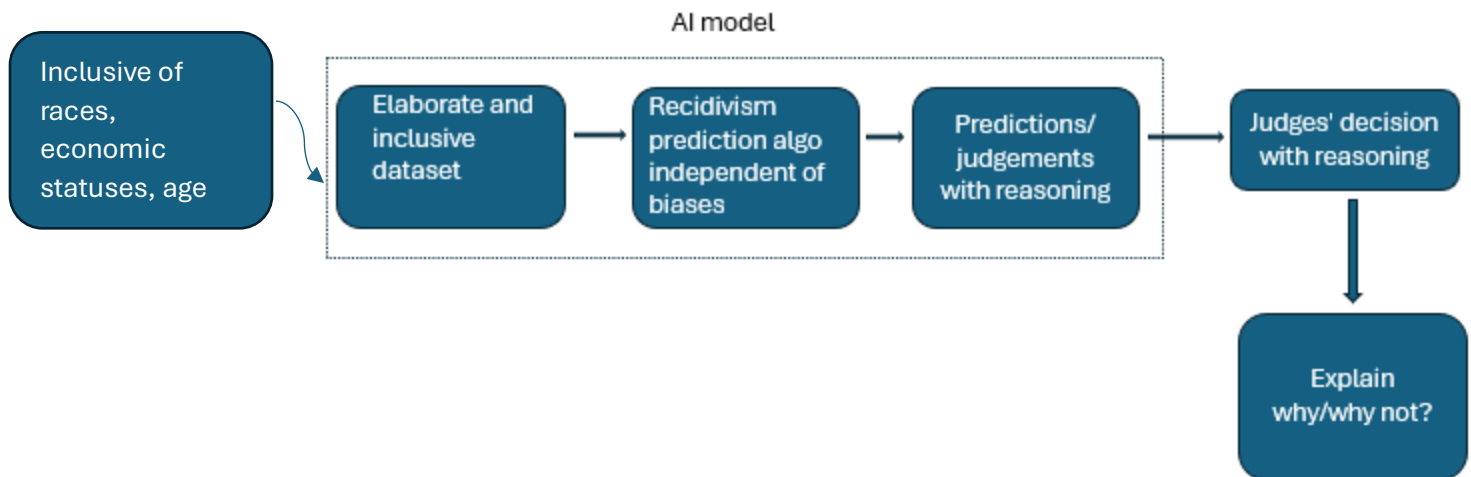 AI model
Inclusive of
races,
economic
statuses, age
Elaborate and
inclusive
dataset
Recidivism
prediction algo
independent of
biases
Predictions/
judgements
with reasoning
Judges' decision
with reasoning
Explain
why/why not?